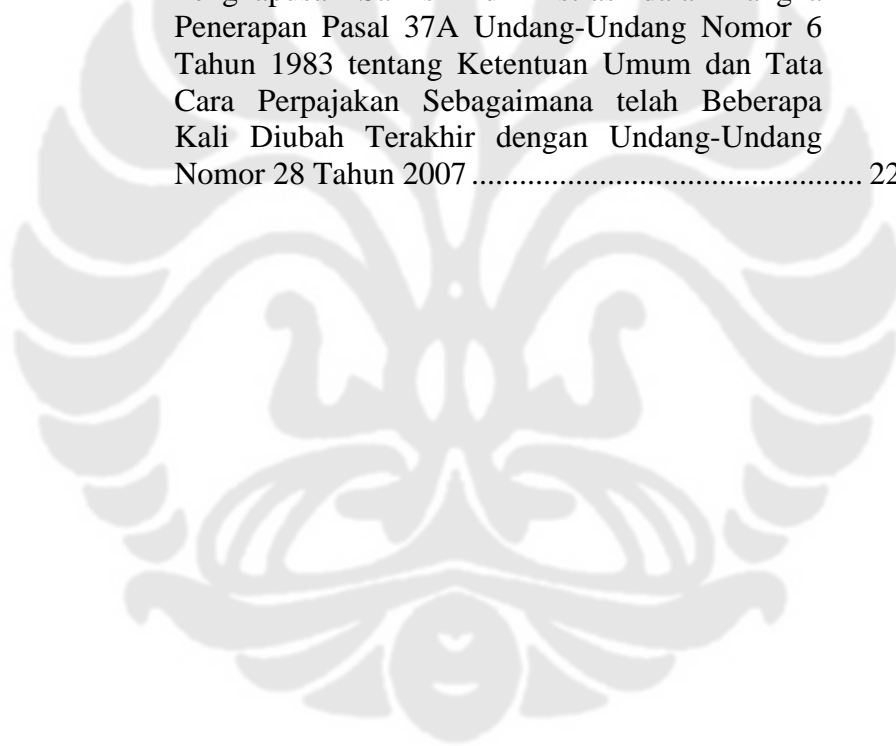 Penerapan Pasal 37A Undang-Undang Nomor 6
Tahun 1983 tentang Ketentuan Umum dan Tata
Cara Perpajakan Sebagaimana telah Beberapa
Kali Diubah Terakhir dengan Undang-Undang
Nomor 28 Tahun 2007 ................................................. 22